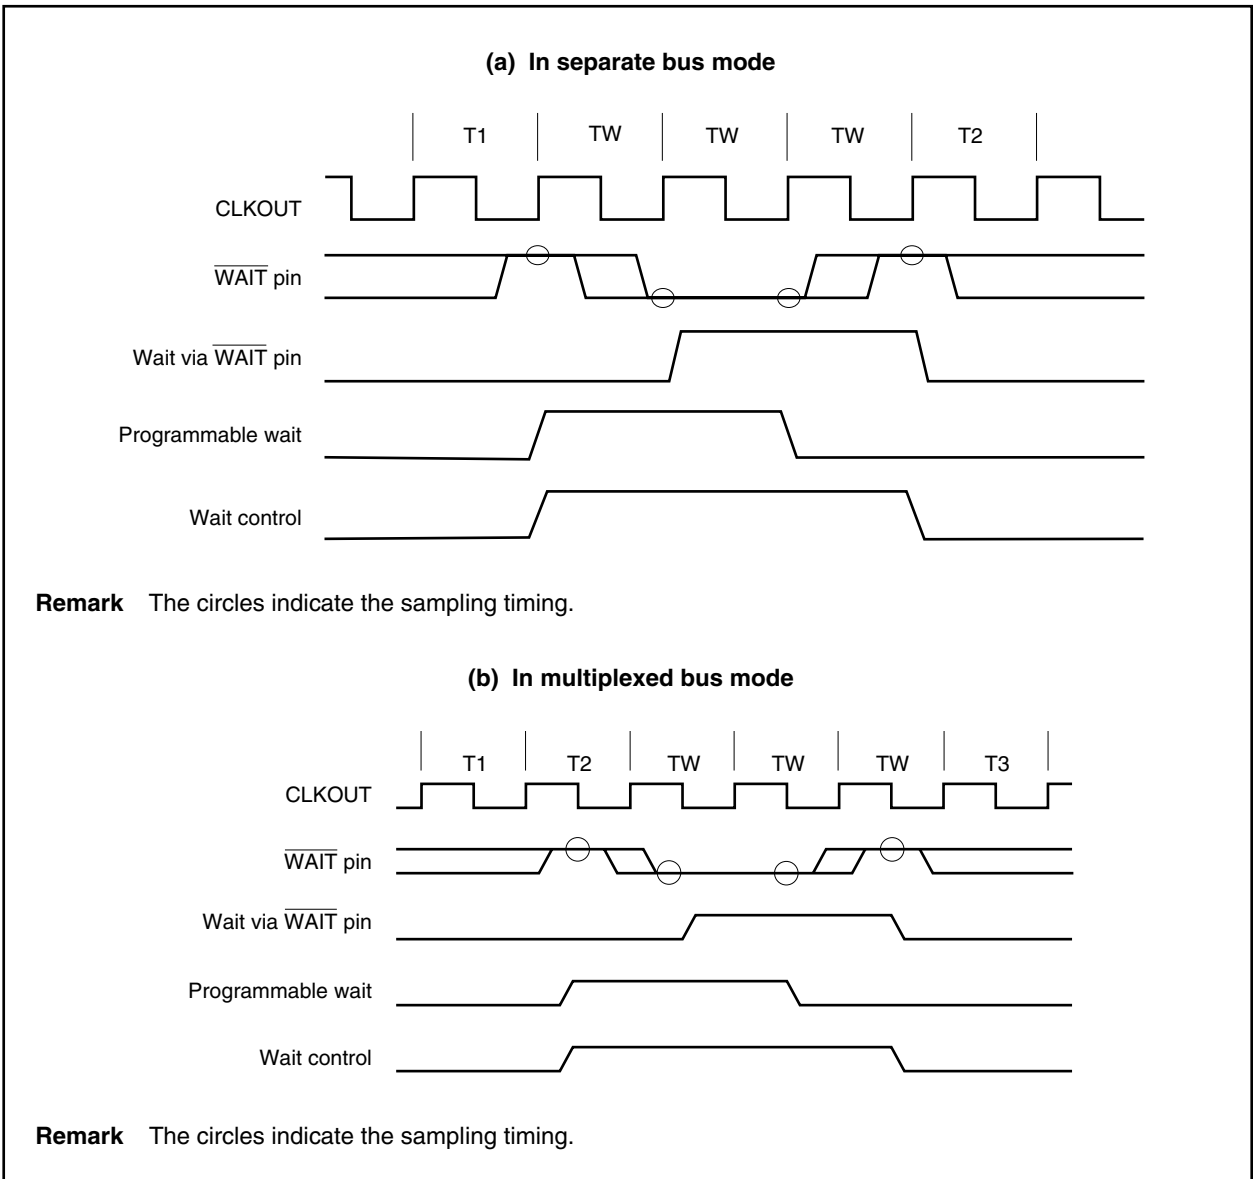 (a) In separate bus mode
T1 TW TW TW T2
CLKOUT
WAIT pin
Wait via WAIT pin
Programmable wait
Wait control
Remark The circles indicate the sampling timing.
(b) In multiplexed bus mode
T1 T2 TW TW TW T3
CLKOUT
WAIT pin
Wait via WAIT pin
Programmable wait
Wait control
Remark The circles indicate the sampling timing.